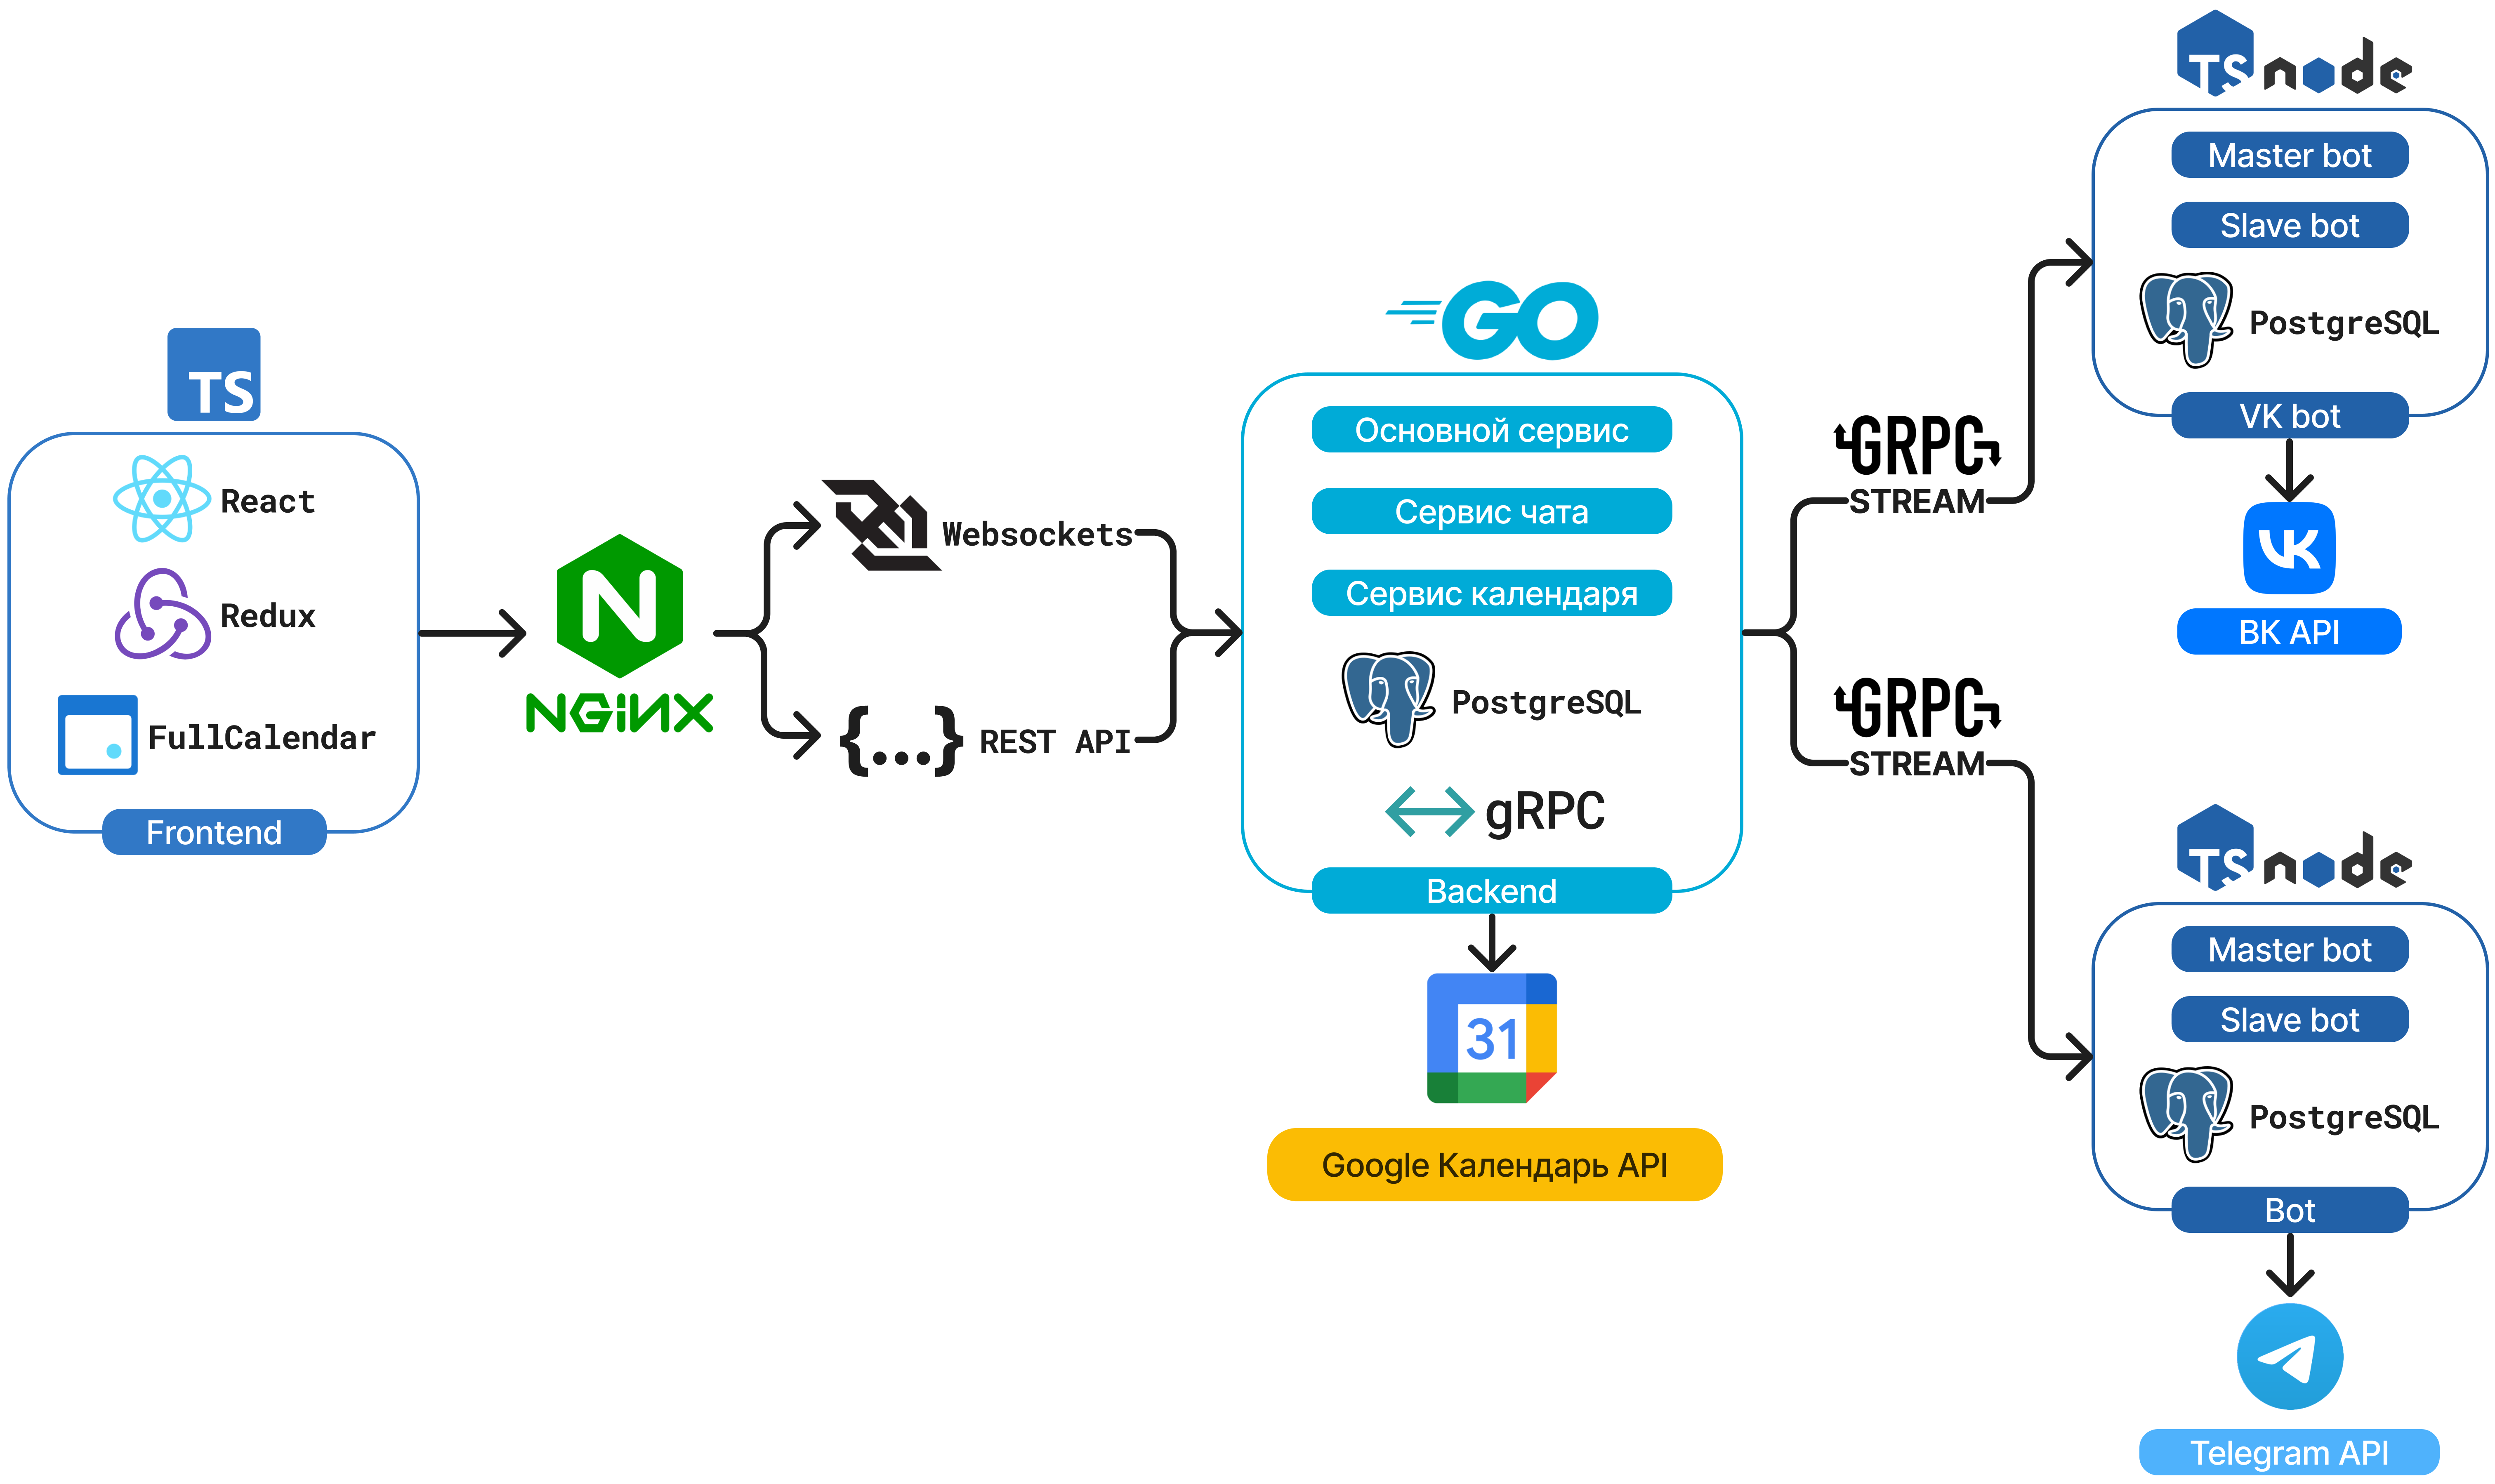 TS
React
Redux
FullCalendar
Frontend
N
NGINX
Websockets
{...} REST API
GO
Основной сервис
Сервис чата
Сервис календаря
PostgreSQL
gRPC
Backend
31
Google Календарь API
GRPC
STREAM
GRPC
STREAM
TS node
Master bot
Slave bot
PostgreSQL
VK bot
VK
ВК API
TS node
Master bot
Slave bot
PostgreSQL
Bot
Telegram API